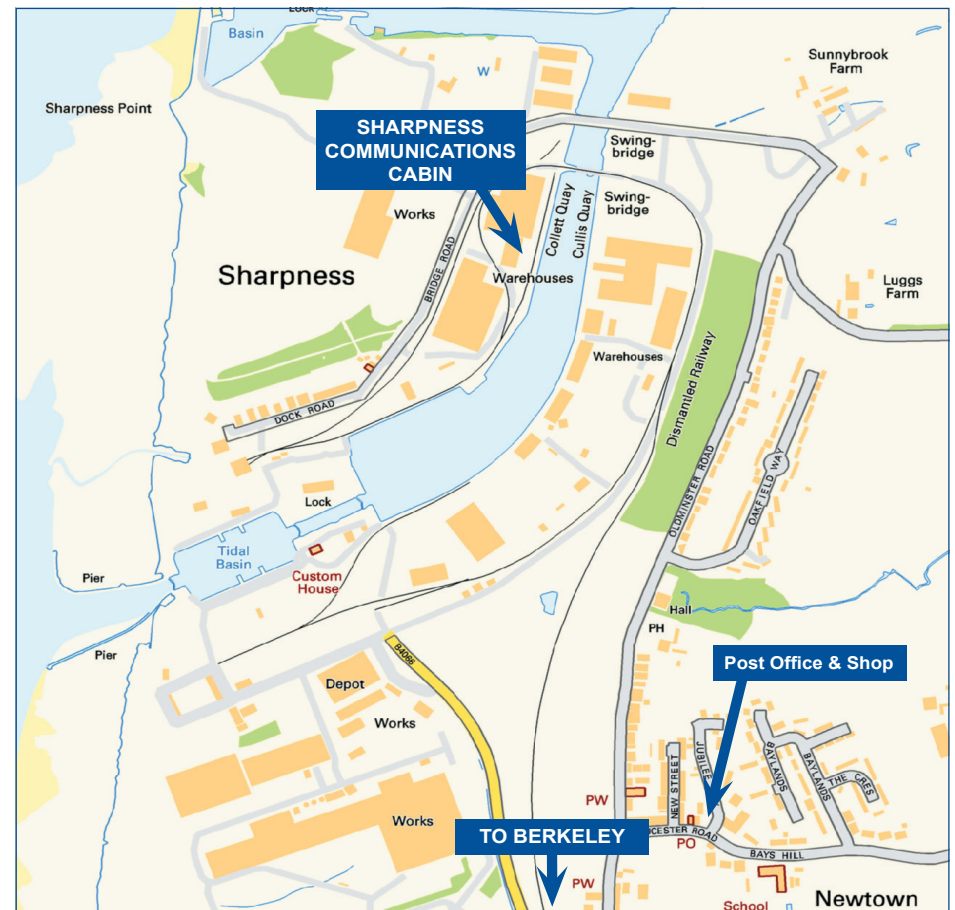 Basin
W
Sunnybrook
Farm
Sharpness Point
SHARPNESS
COMMUNICATIONS
CABIN
Swing-
bridge
Swing-
bridge
Works
Collett Quay
Cullis Quay
BRIDGE ROAD
Sharpness
Warehouses
Luggs
Farm
Warehouses
Dismantled Railway
DOCK ROAD
OLDMINSTER ROAD
OAKFIELD WAY
Lock
Tidal
Basin
Custom
House
Pier
Hall
PH
Pier
B4066
Post Office & Shop
Depot
Works
JUBILEE
NEW STREET
BAYLANDS
BAYLANDS
THE CRES
PW
Works
TO BERKELEY
ROAD
PO
BAYS HILL
PW
School
Newtown